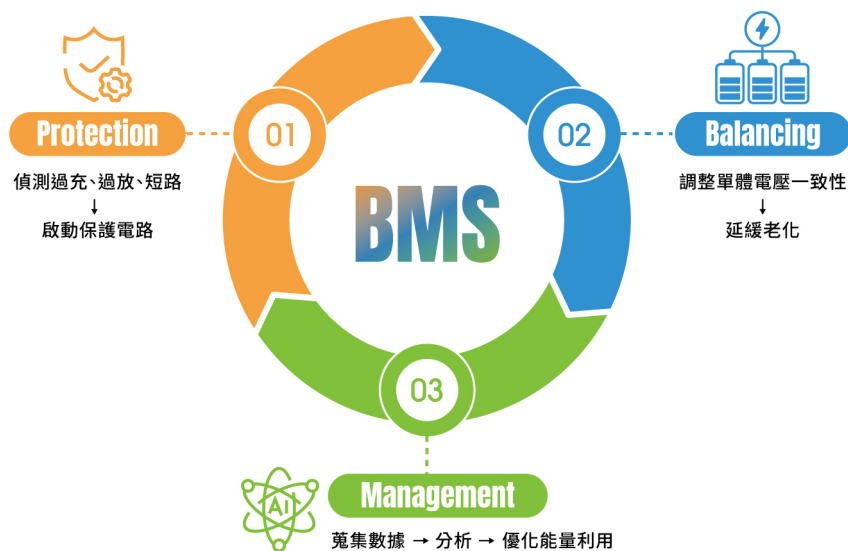 01
Protection
偵測過充、過放、短路
↓
啟動保護電路
02
Balancing
調整單體電壓一致性
↓
延緩老化
BMS
03
AI
Management
蒐集數據 → 分析 → 優化能量利用